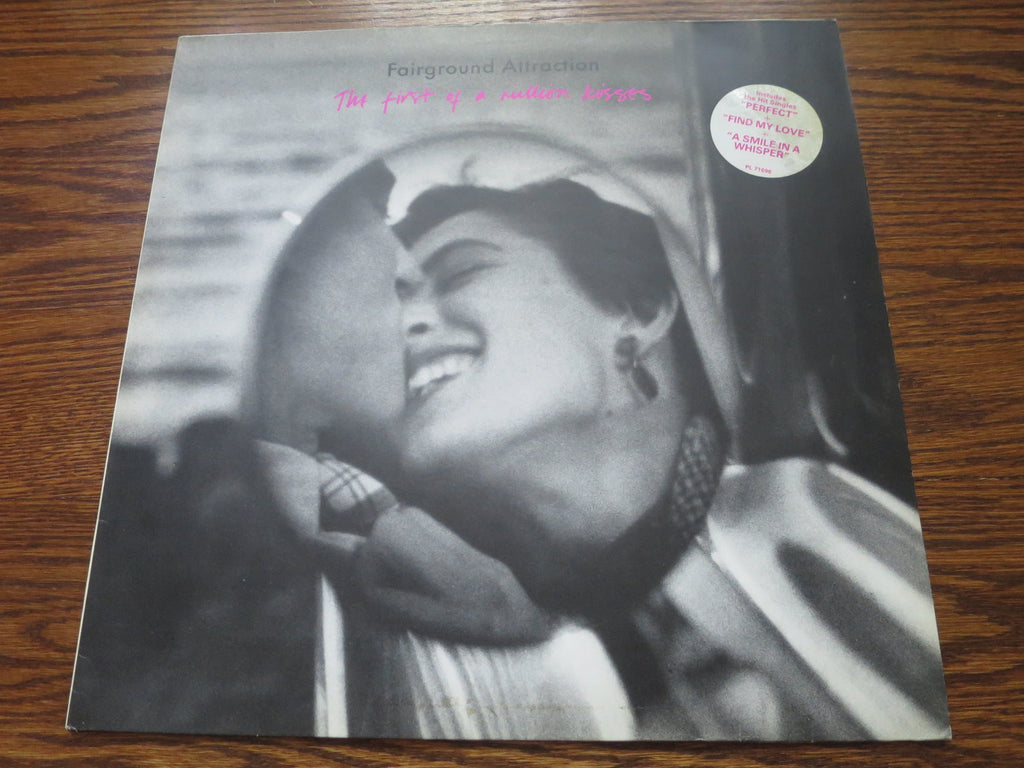 Fairground Attraction
The first of a million kisses
Includes
the Hit Singles
"PERFECT"
+
"FIND MY LOVE"
+
"A SMILE IN A
WHISPER"
PL 71696